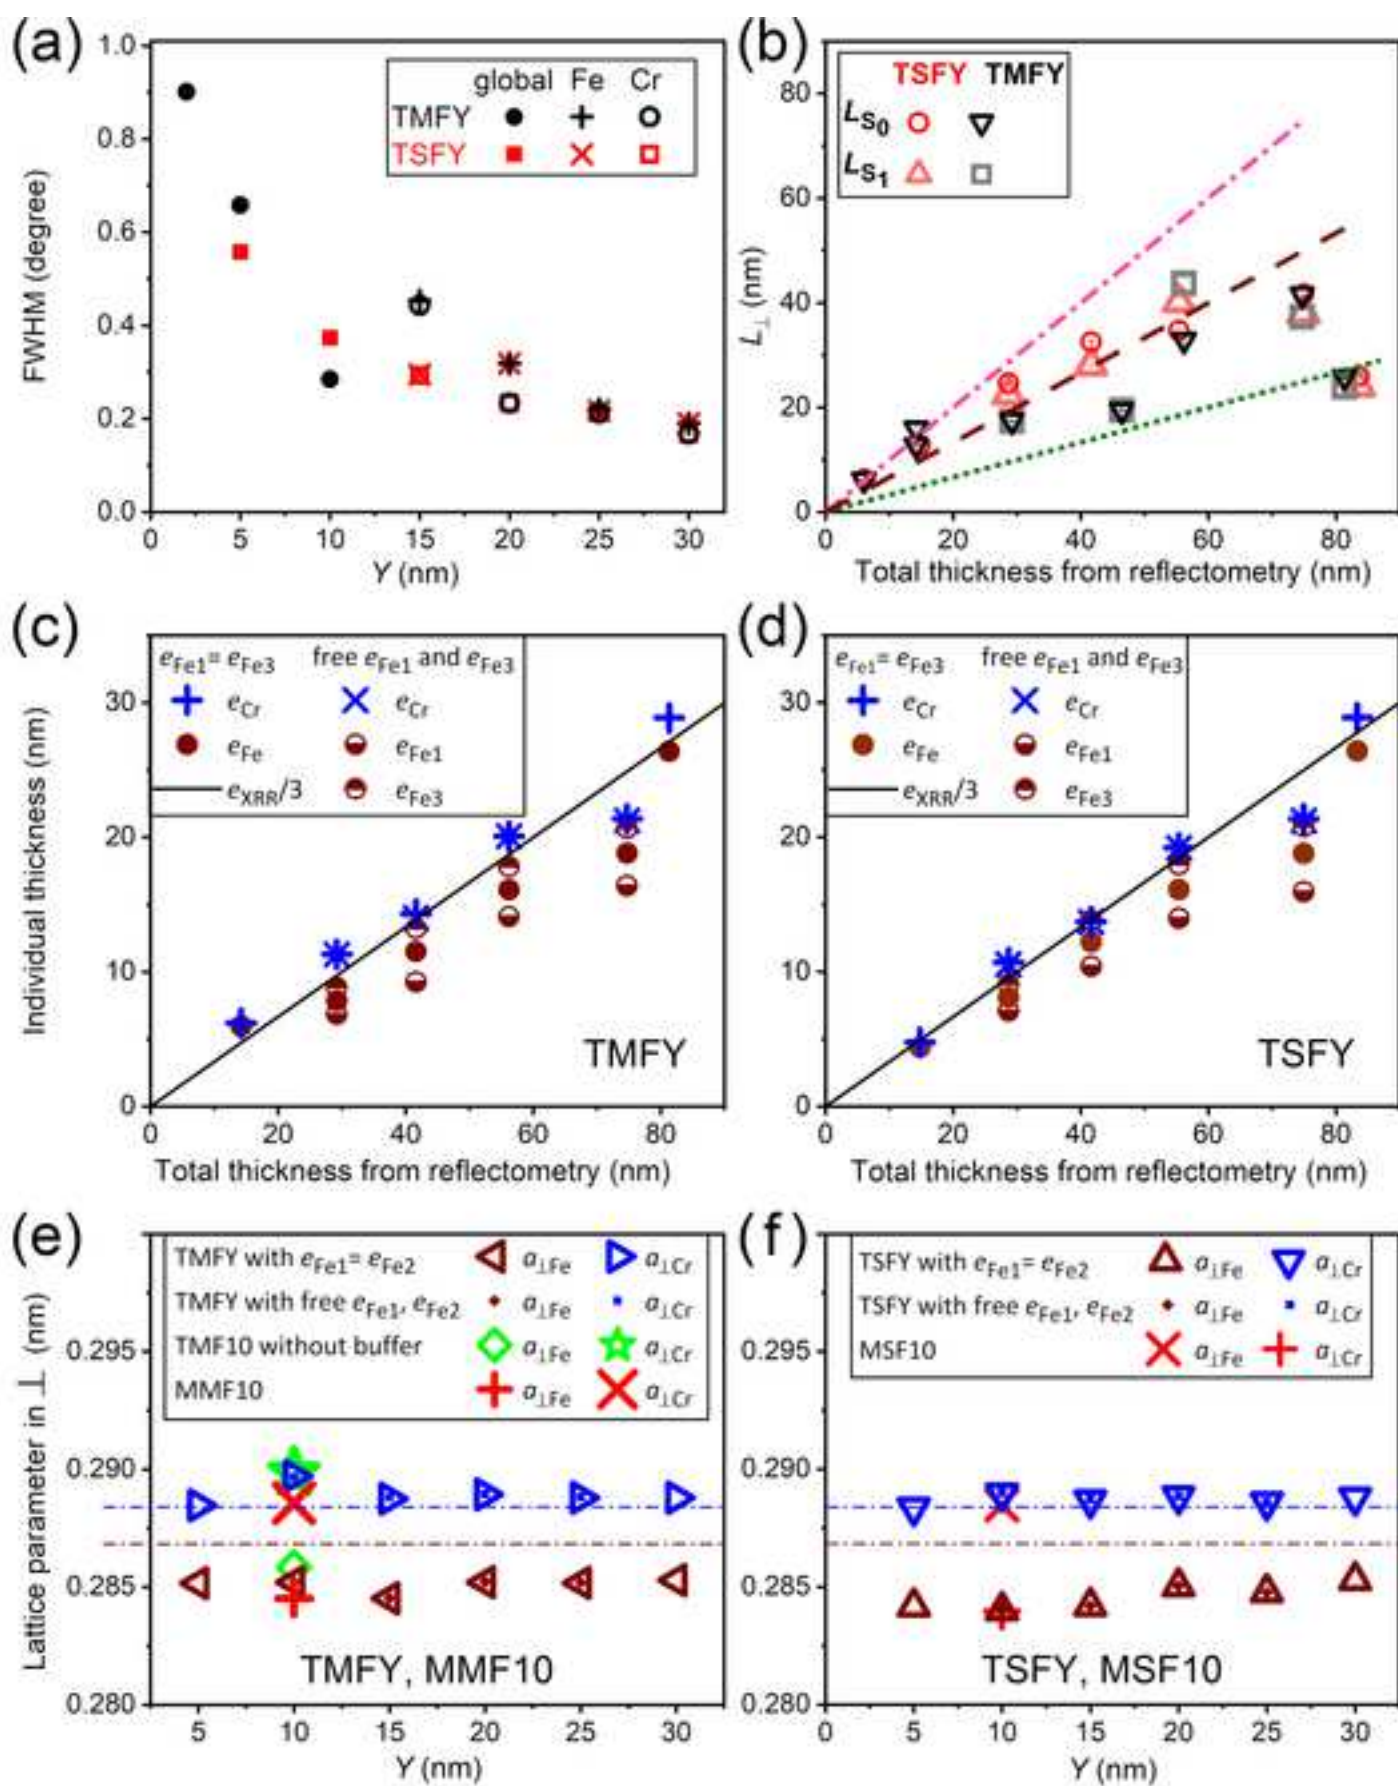 (a)
1.0
0.8
0.6
0.4
0.2
0.0
FWHM (degree)
global Fe Cr
TMFY
TSFY
0 5 10 15 20 25 30
Y (nm)
(b)
80
60
40
20
0
L⊥ (nm)
TSFY TMFY
LS0
LS1
0 20 40 60 80
Total thickness from reflectometry (nm)
(c)
30
20
10
0
Individual thickness (nm)
eFe1= eFe3 free eFe1 and eFe3
eCr eCr
eFe eFe1
eXRR/3 eFe3
TMFY
0 20 40 60 80
Total thickness from reflectometry (nm)
(d)
30
20
10
0
eFe1= eFe3 free eFe1 and eFe3
eCr eCr
eFe eFe1
eXRR/3 eFe3
TSFY
0 20 40 60 80
Total thickness from reflectometry (nm)
(e)
0.295
0.290
0.285
0.280
Lattice parameter in ⊥ (nm)
TMFY with eFe1= eFe2 a⊥Fe a⊥Cr
TMFY with free eFe1, eFe2 a⊥Fe a⊥Cr
TMF10 without buffer a⊥Fe a⊥Cr
MMF10 a⊥Fe a⊥Cr
TMFY, MMF10
5 10 15 20 25 30
Y (nm)
(f)
0.295
0.290
0.285
0.280
TSFY with eFe1= eFe2 a⊥Fe a⊥Cr
TSFY with free eFe1, eFe2 a⊥Fe a⊥Cr
MSF10 a⊥Fe a⊥Cr
TSFY, MSF10
0 5 10 15 20 25 30
Y (nm)